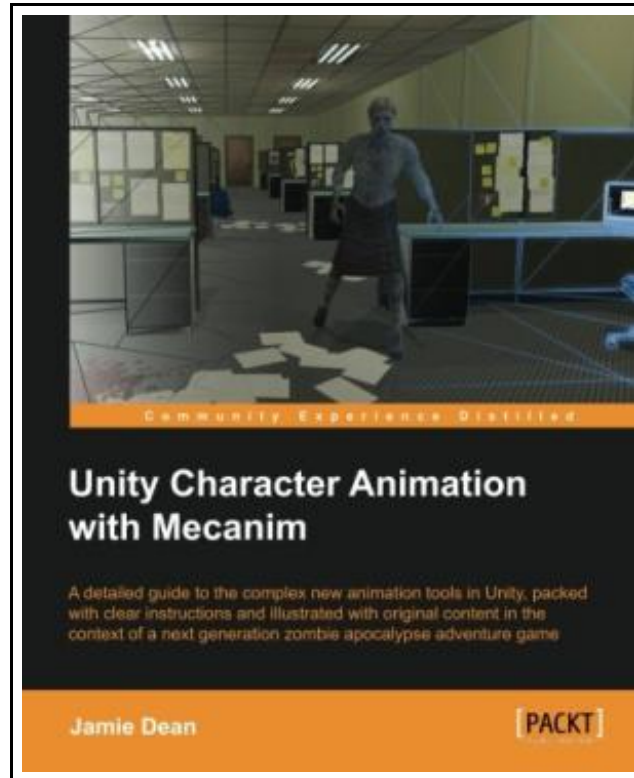 Community Experience Distilled
Unity Character Animation
with Mecanim
A detailed guide to the complex new animation tools in Unity, packed
with clear instructions and illustrated with original content in the
context of a next generation zombie apocalypse adventure game
Jamie Dean
[PACKT]